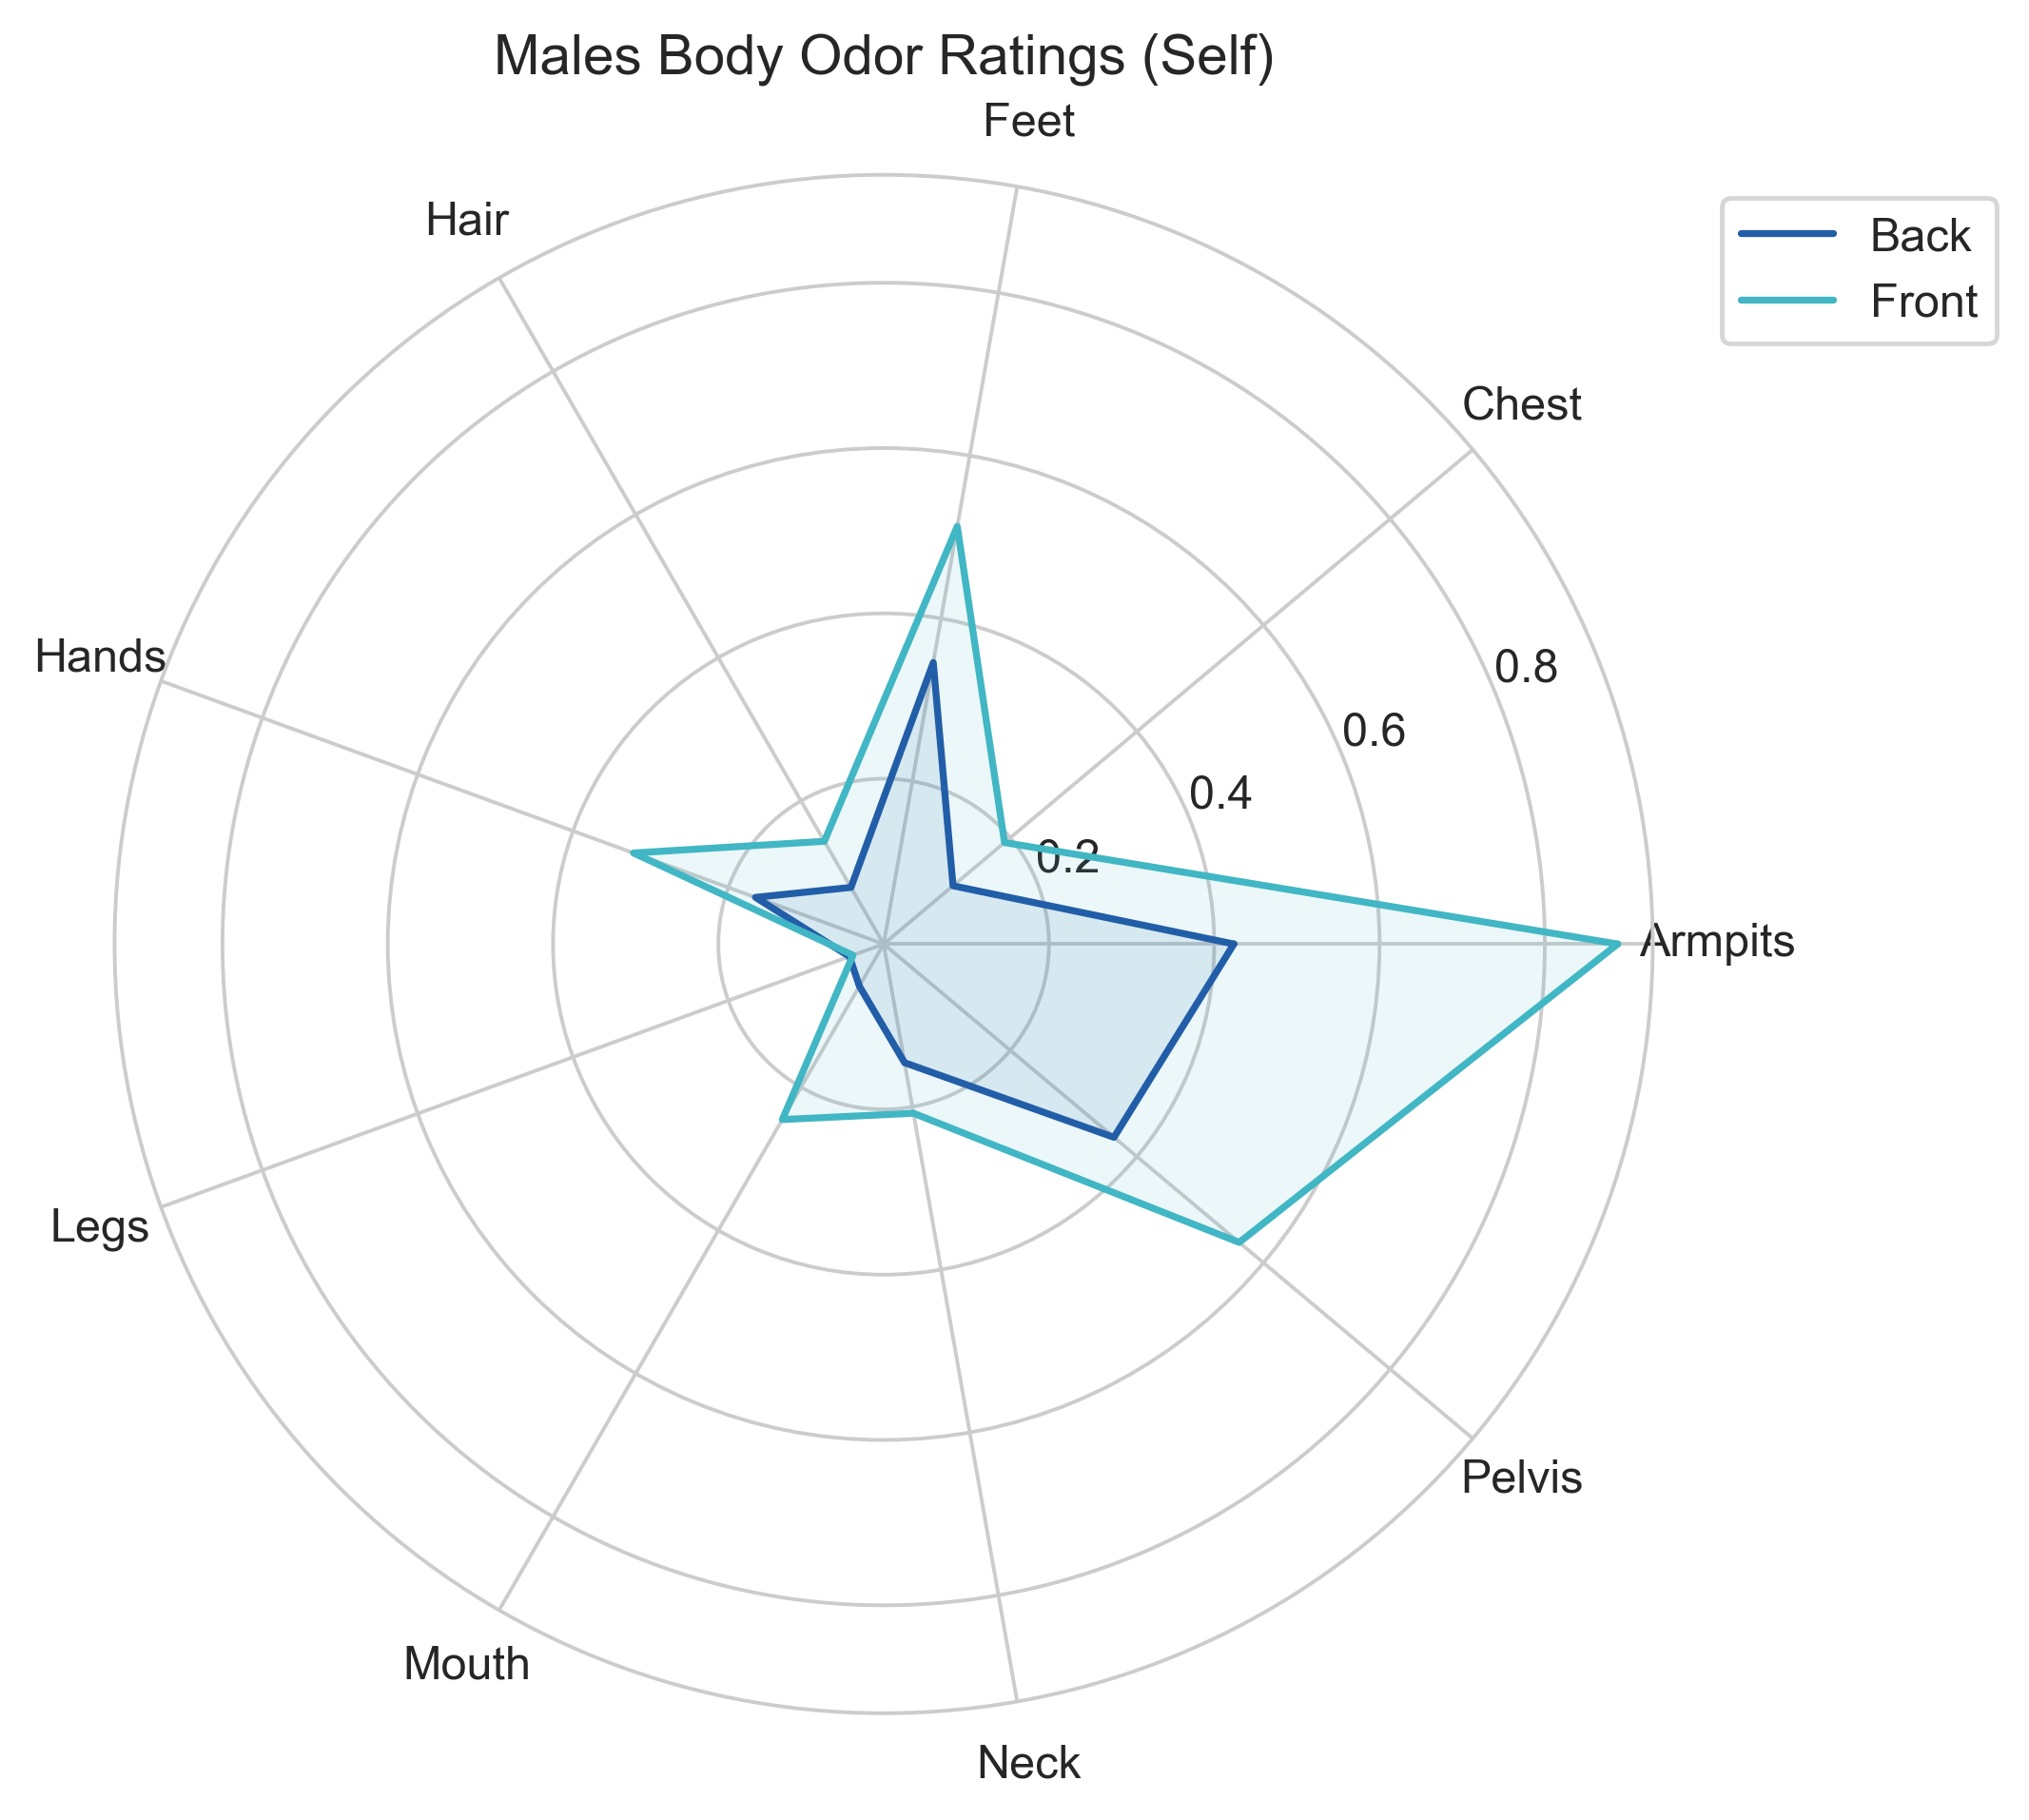 Males Body Odor Ratings (Self)
Feet
Hair
Back
Front
Chest
Hands
0.8
0.6
0.4
0.2
Armpits
Legs
Pelvis
Mouth
Neck